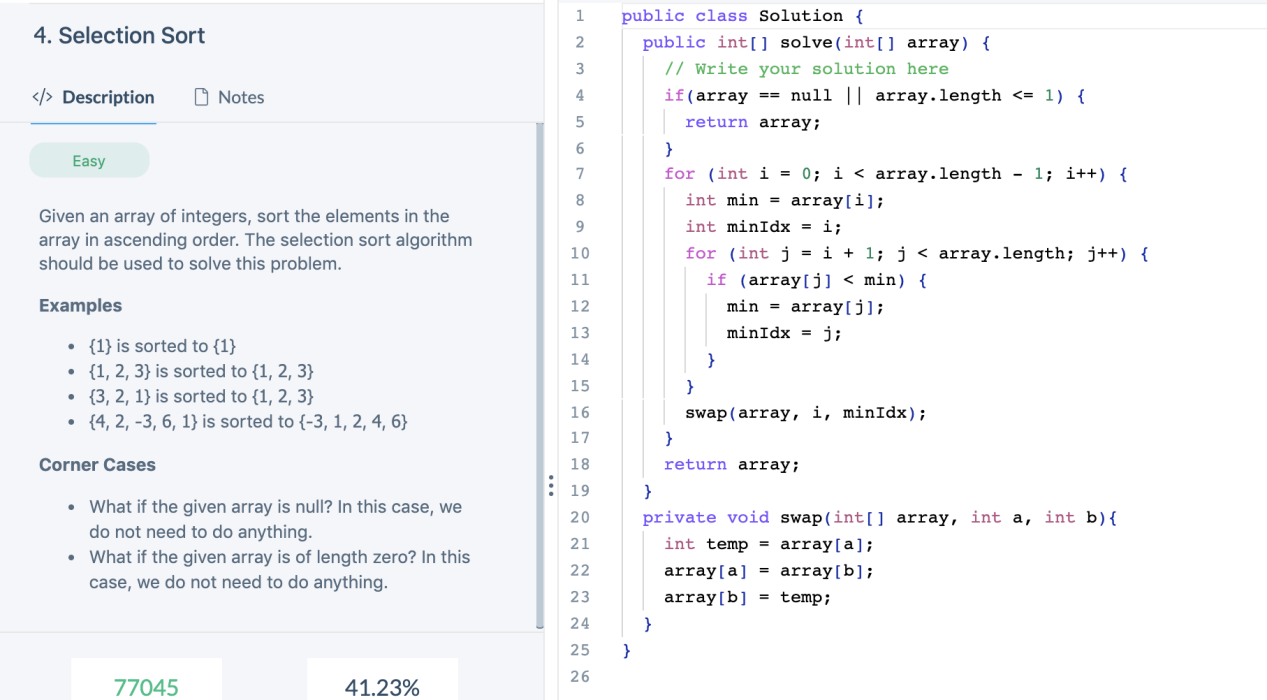 4. Selection Sort
</> Description
Notes
Easy
Given an array of integers, sort the elements in the
array in ascending order. The selection sort algorithm
should be used to solve this problem.
Examples
• {1} is sorted to {1}
• {1, 2, 3} is sorted to {1, 2, 3}
• {3, 2, 1} is sorted to {1, 2, 3}
• {4, 2, -3, 6, 1} is sorted to {-3, 1, 2, 4, 6}
Corner Cases
• What if the given array is null? In this case, we
do not need to do anything.
• What if the given array is of length zero? In this
case, we do not need to do anything.
77045
41.23%
1 public class Solution {
2   public int[] solve(int[] array) {
3     // Write your solution here
4     if(array == null || array.length <= 1) {
5       return array;
6     }
7     for (int i = 0; i < array.length - 1; i++) {
8       int min = array[i];
9       int minIdx = i;
10       for (int j = i + 1; j < array.length; j++) {
11         if (array[j] < min) {
12           min = array[j];
13           minIdx = j;
14         }
15       }
16       swap(array, i, minIdx);
17     }
18     return array;
19   }
20   private void swap(int[] array, int a, int b){
21     int temp = array[a];
22     array[a] = array[b];
23     array[b] = temp;
24   }
25 }
26